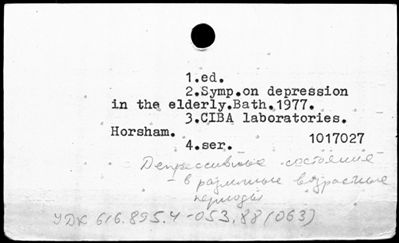 1.ed.
2.Symp.on depression
in the elderly.Bath.1977.
3.CIBA laboratories.
Horsham.
1017027
4.ser.
Депрессивные состояния
- в различные возрастные
периоды
УДК 616.895.4-053.88(063)